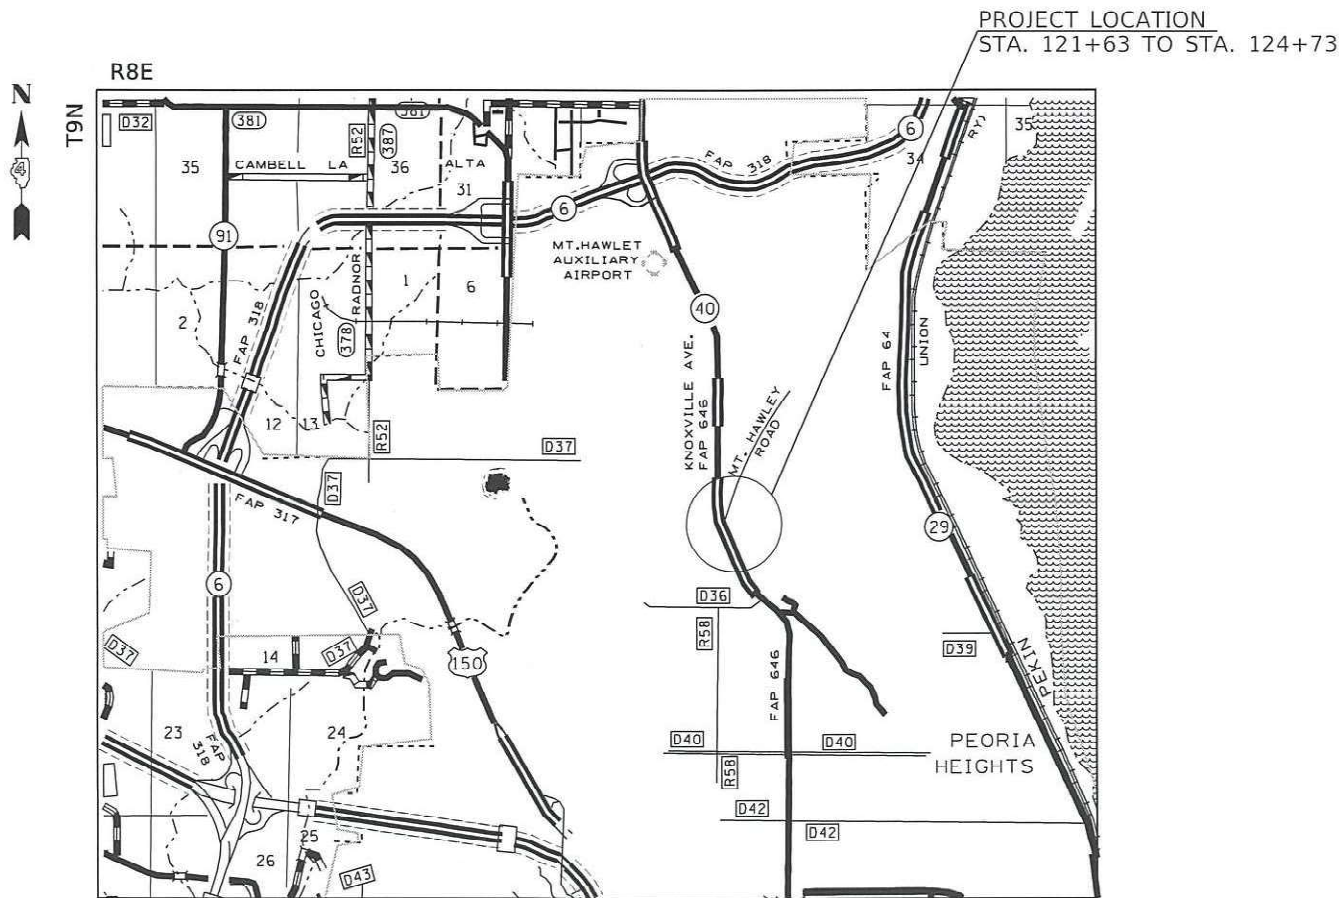 PROJECT LOCATION
STA. 121+63 TO STA. 124+73
R8E
N
T9N
4
D32
381
R52
387
381
6
RY)
35
35
CAMBELL LA
36
ALTA
FAP 318
34
31
6
91
MT.HAWLET
AUXILIARY
AIRPORT
RADNOR
1
6
40
2
FAP 318
CHICAGO
378
KNOXVILLE AVE.
FAP 646
FAP 64
UNION
MT. HAWLEY
ROAD
12
13
R52
D37
D37
FAP 317
29
6
D37
D36
R58
D37
14
D37
150
D39
PEKIN
FAP 646
23
FAP
318
24
D40
D40
PEORIA
HEIGHTS
R58
D42
D42
25
26
D43